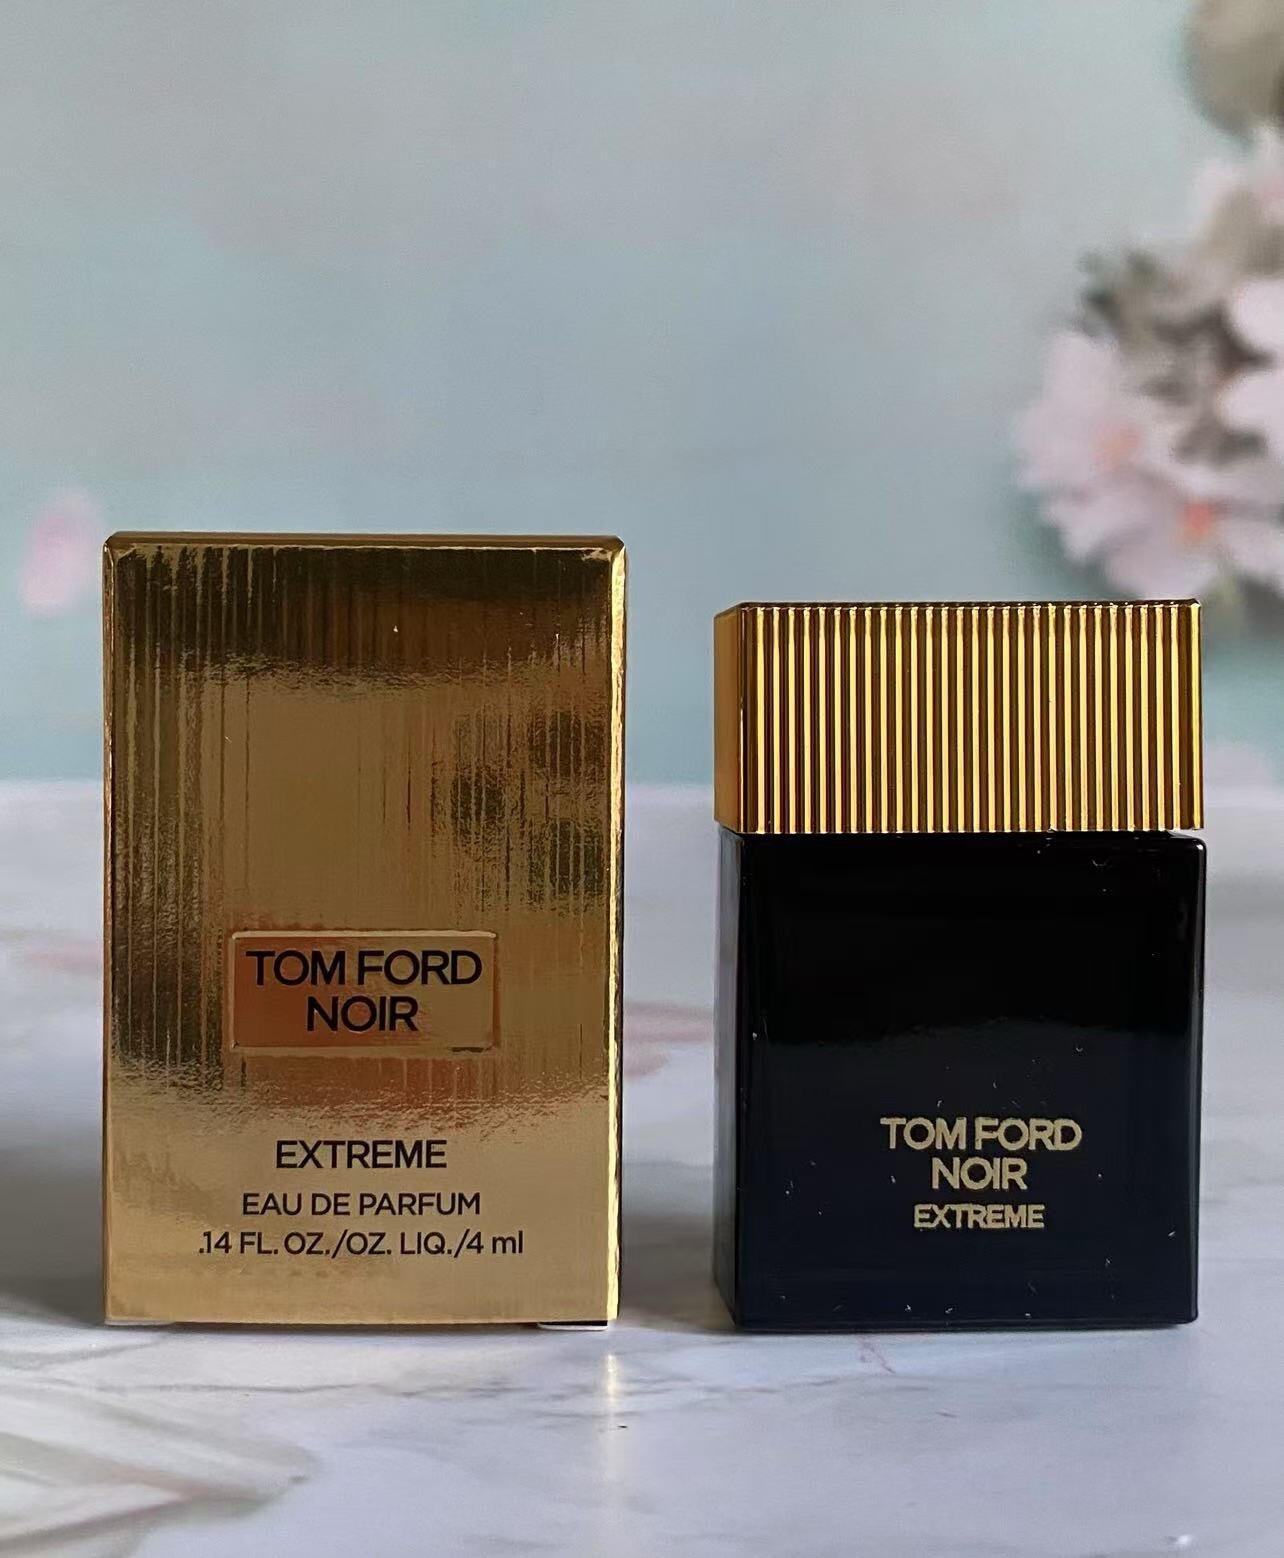 TOM FORD
NOIR
EXTREME
EAU DE PARFUM
.14 FL. OZ./OZ. LIQ./4 ml
TOM FORD
NOIR
EXTREME